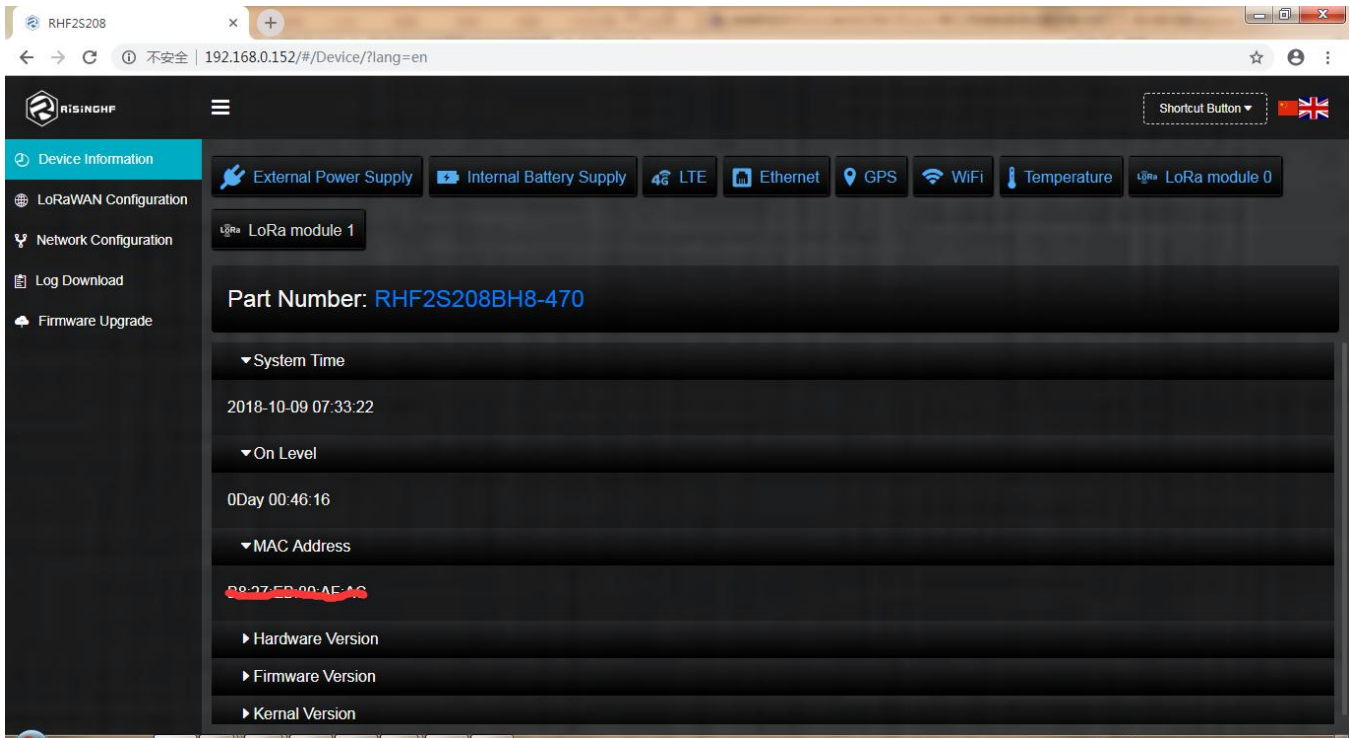 RHF2S208
不安全 | 192.168.0.152/#/Device/?lang=en
RISINGHF
Shortcut Button
Device Information
LoRaWAN Configuration
Network Configuration
Log Download
Firmware Upgrade
External Power Supply
Internal Battery Supply
4G LTE
Ethernet
GPS
WiFi
Temperature
LoRa LoRa module 0
LoRa LoRa module 1
Part Number: RHF2S208BH8-470
System Time
2018-10-09 07:33:22
On Level
0Day 00:46:16
MAC Address
Hardware Version
Firmware Version
Kernal Version